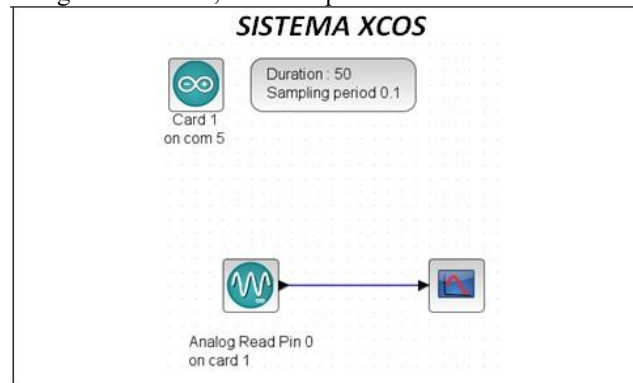 SISTEMA XCOS
Duration : 50
Sampling period 0.1
Card 1
on com 5
Analog Read Pin 0
on card 1